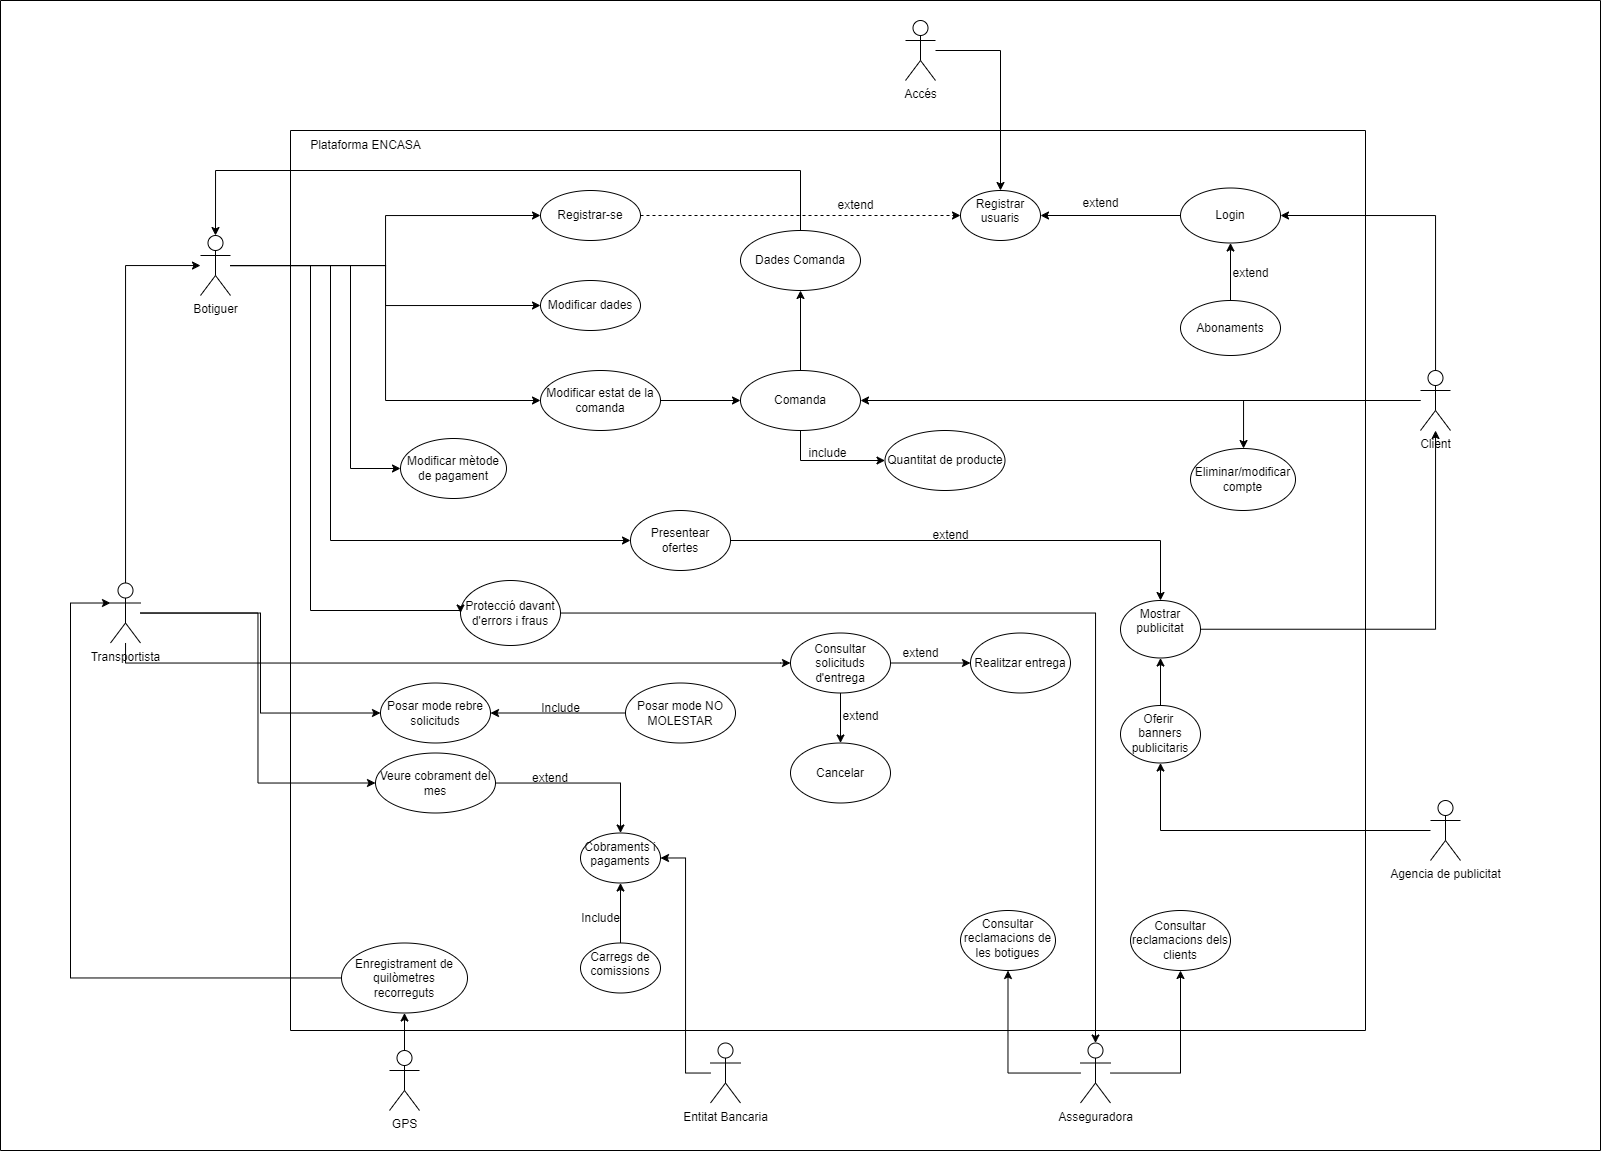 Accés
Plataforma ENCASA
Registrar-se
extend
Registrar
usuaris
extend
Login
Dades Comanda
extend
Botiguer
Modificar dades
Abonaments
Modificar estat de la
comanda
Comanda
Client
include
Quantitat de producte
Modificar mètode
de pagament
Eliminar/modificar
compte
Presentear
ofertes
extend
Protecció davant
d'errors i fraus
Mostrar
publicitat
Transportista
Consultar
solicituds
d'entrega
extend
Realitzar entrega
Posar mode rebre
solicituds
Include
Posar mode NO
MOLESTAR
extend
Oferir
banners
publicitaris
Veure cobrament del
mes
extend
Cancelar
Cobraments i
pagaments
Agencia de publicitat
Include
Carregs de
comissions
Consultar
reclamacions de
les botigues
Consultar
reclamacions dels
clients
Enregistrament de
quilòmetres
recorreguts
GPS
Entitat Bancaria
Asseguradora